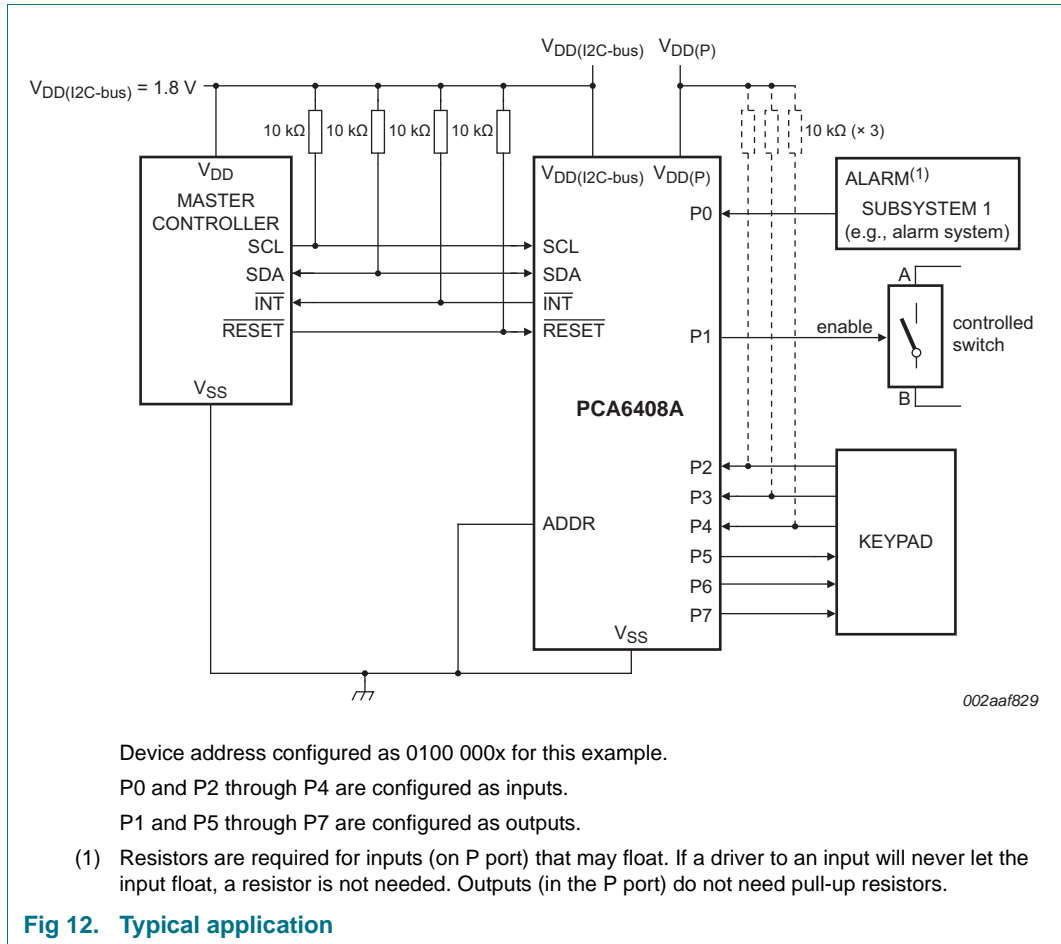 VDD(I2C-bus) VDD(P)
VDD(I2C-bus) = 1.8 V
10 kΩ 10 kΩ 10 kΩ 10 kΩ 10 kΩ (× 3)
VDD
MASTER
CONTROLLER
SCL
SDA
INT
RESET
VSS
VDD(I2C-bus) VDD(P)
SCL
SDA
INT
RESET
PCA6408A
ADDR
VSS
P0
P1
P2
P3
P4
P5
P6
P7
ALARM(1)
SUBSYSTEM 1
(e.g., alarm system)
A
enable
controlled
switch
B
KEYPAD
002aaf829
Device address configured as 0100 000x for this example.
P0 and P2 through P4 are configured as inputs.
P1 and P5 through P7 are configured as outputs.
(1) Resistors are required for inputs (on P port) that may float. If a driver to an input will never let the
input float, a resistor is not needed. Outputs (in the P port) do not need pull-up resistors.
Fig 12. Typical application